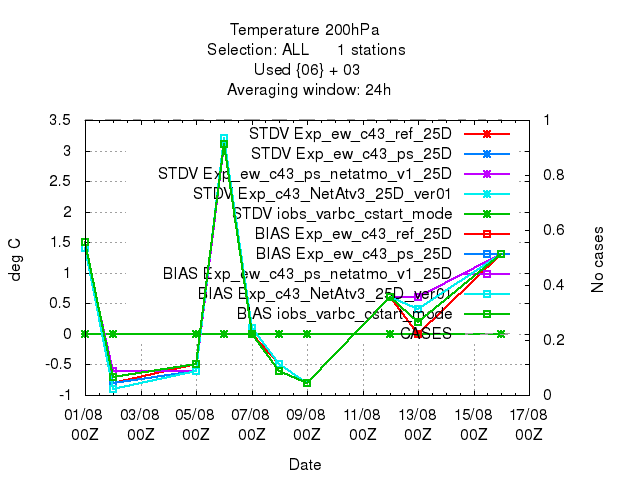 Temperature 200hPa
Selection: ALL 1 stations
Used {06} + 03
Averaging window: 24h
3.5
3
2.5
2
1.5
1
0.5
0
-0.5
-1
deg C
1
0.8
0.6
0.4
0.2
0
No cases
STDV Exp_ew_c43_ref_25D
STDV Exp_ew_c43_ps_25D
STDV Exp_ew_c43_ps_netatmo_v1_25D
STDV Exp_c43_NetAtv3_25D_ver01
STDV iobs_varbc_cstart_mode
BIAS Exp_ew_c43_ref_25D
BIAS Exp_ew_c43_ps_25D
BIAS Exp_ew_c43_ps_netatmo_v1_25D
BIAS Exp_c43_NetAtv3_25D_ver01
BIAS iobs_varbc_cstart_mode
CASES
01/08 03/08 05/08 07/08 09/08 11/08 13/08 15/08 17/08
00Z 00Z 00Z 00Z 00Z 00Z 00Z 00Z 00Z
Date